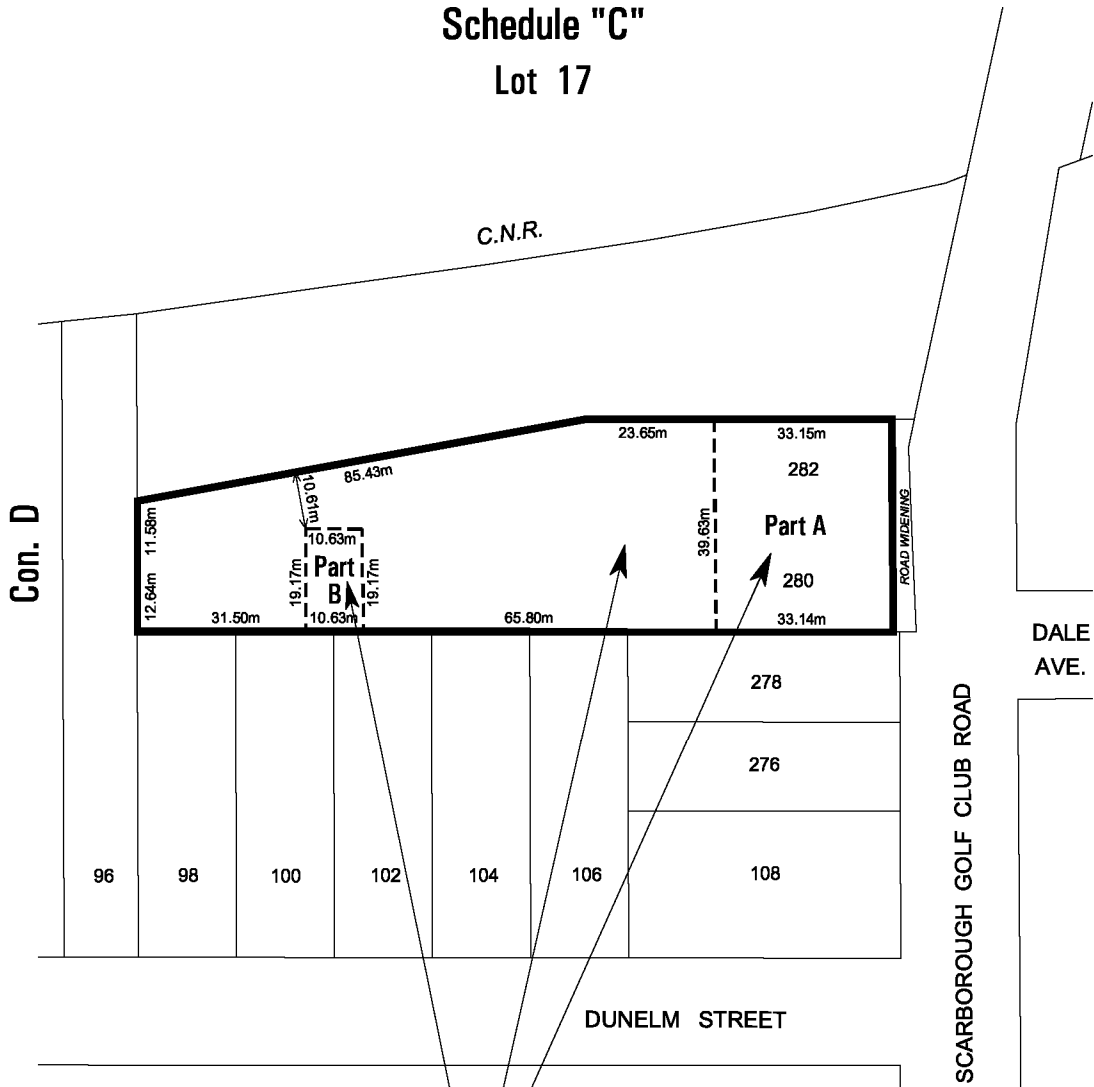 Schedule "C"
Lot 17
C.N.R.
Con. D
23.65m
33.15m
85.43m
282
10.61m
11.58m
39.63m
Part A
ROAD WIDENING
10.63m
Part
B
19.17m
19.17m
280
12.64m
31.50m
10.63m
65.80m
33.14m
DALE
AVE.
278
276
96
98
100
102
104
106
108
SCARBOROUGH GOLF CLUB ROAD
DUNELM STREET